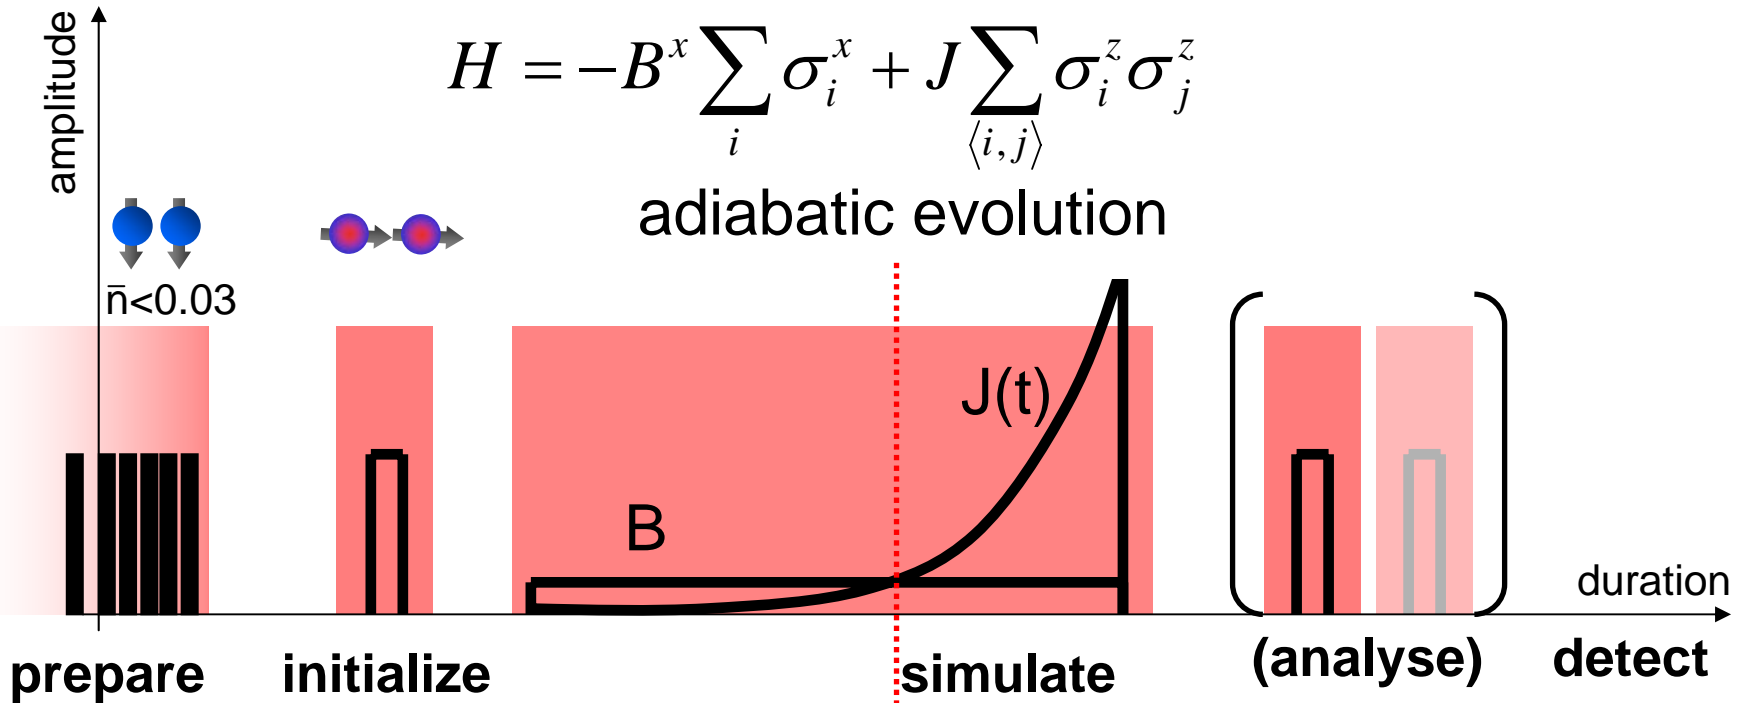 amplitude
H = −B^x ∑_i σ_i^x + J ∑_⟨i,j⟩ σ_i^z σ_j^z
adiabatic evolution
n̄<0.03
J(t)
B
duration
prepare initialize simulate (analyse) detect